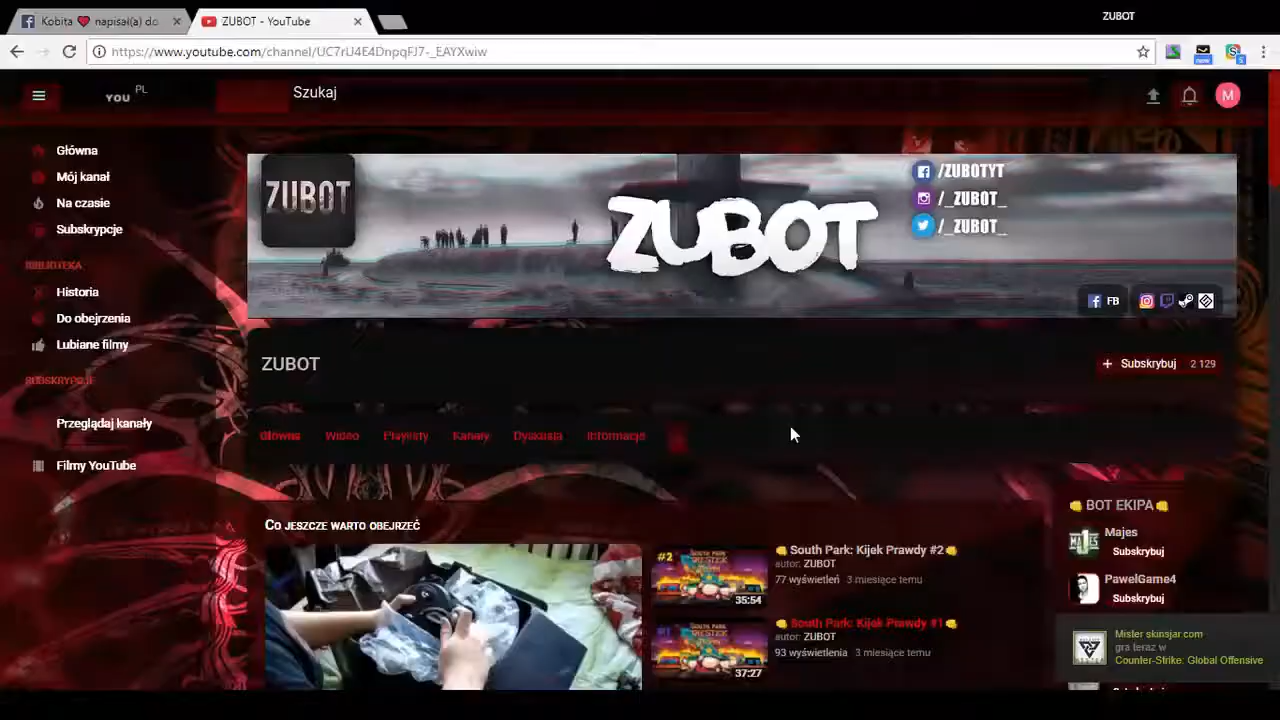 Kobita ❤ napisał(a) do
ZUBOT - YouTube
ZUBOT
https://www.youtube.com/channel/UC7rU4E4DnpqFJ7-_EAYXwiw
YOU PL
Szukaj
M
Główna
Mój kanał
Na czasie
Subskrypcje
BIBLIOTEKA
Historia
Do obejrzenia
Lubiane filmy
SUBSKRYPCJE
Przeglądaj kanały
Filmy YouTube
ZUBOT
ZUBOT
/ZUBOTYT
/_ZUBOT_
/_ZUBOT_
FB
ZUBOT
Subskrybuj 2 129
Główna Wideo Playlisty Kanały Dyskusja Informacje
Co jeszcze warto obejrzeć
#2
35:54
👊South Park: Kijek Prawdy #2👊
autor: ZUBOT
77 wyświetleń 3 miesiące temu
#1
37:27
👊South Park: Kijek Prawdy #1👊
autor: ZUBOT
93 wyświetlenia 3 miesiące temu
👊BOT EKIPA👊
Majes
Subskrybuj
PawelGame4
Subskrybuj
Mister skinsjar.com
gra teraz w
Counter-Strike: Global Offensive